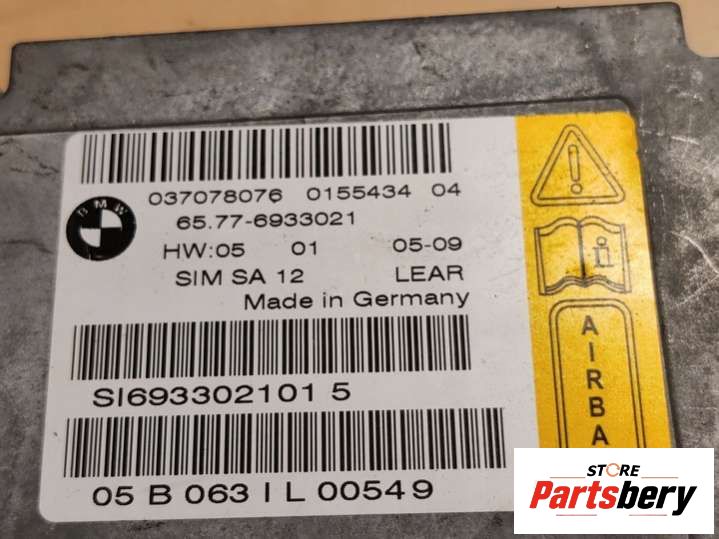 037078076 0155434 04
BMW
65.77-6933021
HW:05 01 05-09
SIM SA 12 LEAR
Made in Germany
SI693302101 5
05 B 063 I L 00549
i
AIRBA
STORE
Partsbery